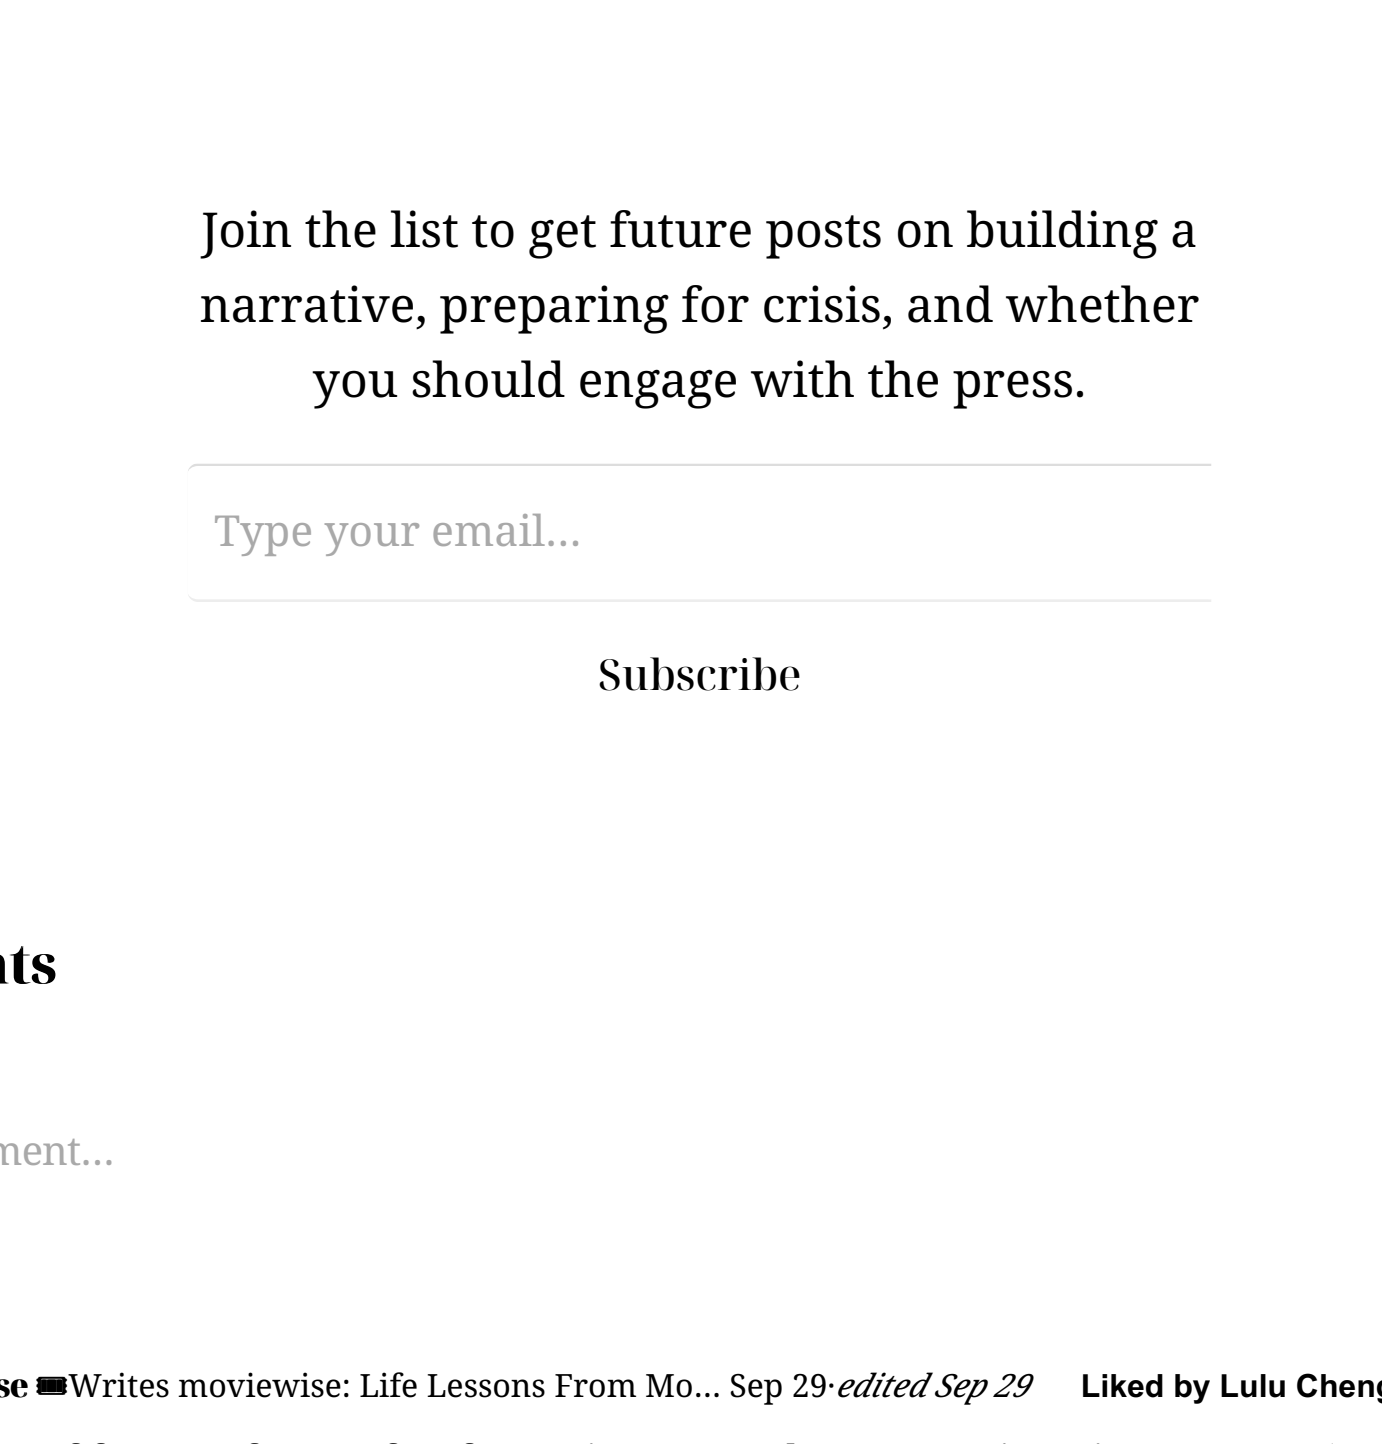 Join the list to get future posts on building a
narrative, preparing for crisis, and whether
you should engage with the press.
Type your email...
Subscribe
nts
ment...
se 🎟Writes moviewise: Life Lessons From Mo... Sep 29·edited Sep 29 Liked by Lulu Cheng